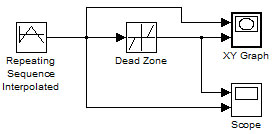 XY Graph
Repeating
Sequence
Interpolated
Dead Zone
Scope